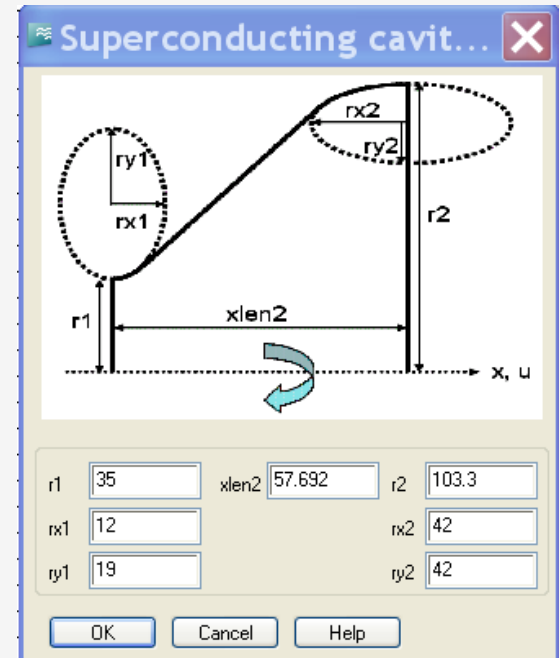 Superconducting cavit...
rx2
ry1
ry2
rx1
r2
r1
xlen2
x, u
r1 35 xlen2 57.692 r2 103.3
rx1 12 rx2 42
ry1 19 ry2 42
OK Cancel Help